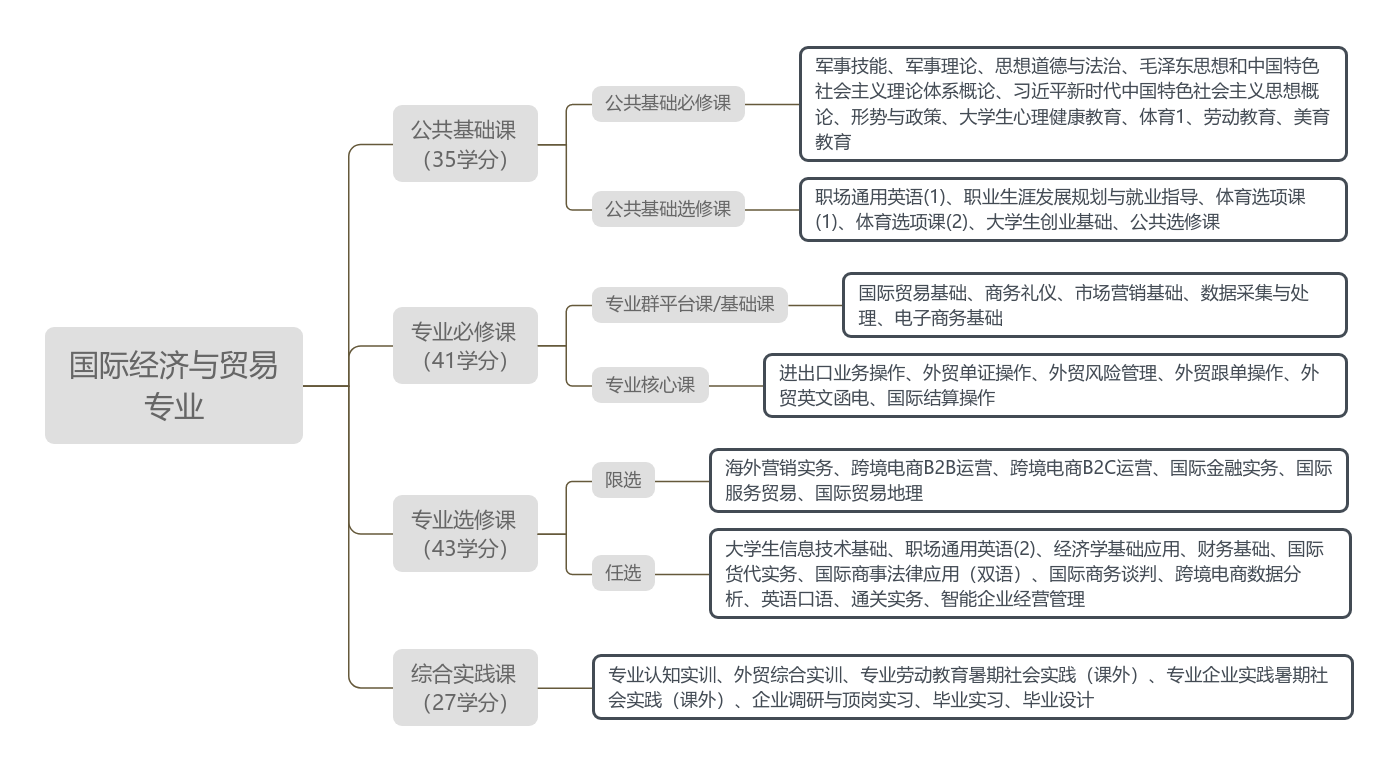 国际经济与贸易
专业
公共基础课
（35学分）
公共基础必修课
军事技能、军事理论、思想道德与法治、毛泽东思想和中国特色
社会主义理论体系概论、习近平新时代中国特色社会主义思想概
论、形势与政策、大学生心理健康教育、体育1、劳动教育、美育
教育
公共基础选修课
职场通用英语(1)、职业生涯发展规划与就业指导、体育选项课
(1)、体育选项课(2)、大学生创业基础、公共选修课
专业必修课
（41学分）
专业群平台课/基础课
国际贸易基础、商务礼仪、市场营销基础、数据采集与处
理、电子商务基础
专业核心课
进出口业务操作、外贸单证操作、外贸风险管理、外贸跟单操作、外
贸英文函电、国际结算操作
专业选修课
（43学分）
限选
海外营销实务、跨境电商B2B运营、跨境电商B2C运营、国际金融实务、国际
服务贸易、国际贸易地理
任选
大学生信息技术基础、职场通用英语(2)、经济学基础应用、财务基础、国际
货代实务、国际商事法律应用（双语）、国际商务谈判、跨境电商数据分
析、英语口语、通关实务、智能企业经营管理
综合实践课
（27学分）
专业认知实训、外贸综合实训、专业劳动教育暑期社会实践（课外）、专业企业实践暑期社
会实践（课外）、企业调研与顶岗实习、毕业实习、毕业设计